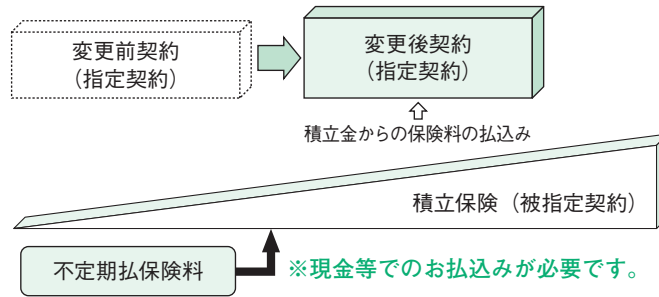 変更前契約
（指定契約）
変更後契約
（指定契約）
積立金からの保険料の払込み
積立保険（被指定契約）
不定期払保険料
※現金等でのお払込みが必要です。